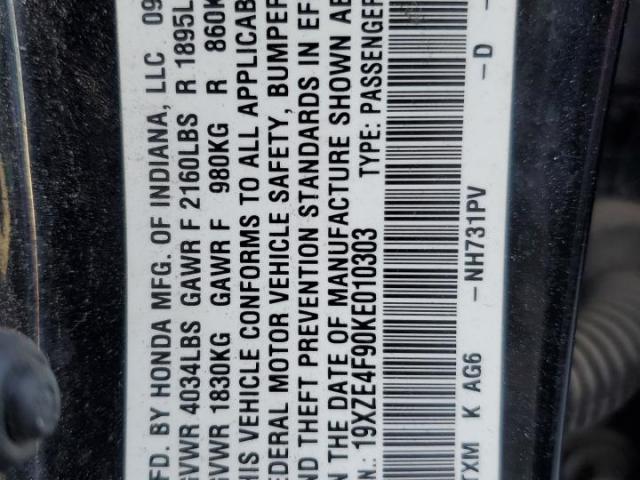 FD. BY HONDA MFG. OF INDIANA, LLC 09
GVWR 4034LBS GAWR F 2160LBS R 1895L
GVWR 1830KG GAWR F 980KG R 860K
HIS VEHICLE CONFORMS TO ALL APPLICAB
EDERAL MOTOR VEHICLE SAFETY, BUMPER
ND THEFT PREVENTION STANDARDS IN EF
N THE DATE OF MANUFACTURE SHOWN AB
N.: 19XZE4F90KE010303 TYPE: PASSENGER
TXM K AG6 - NH731PV - D -